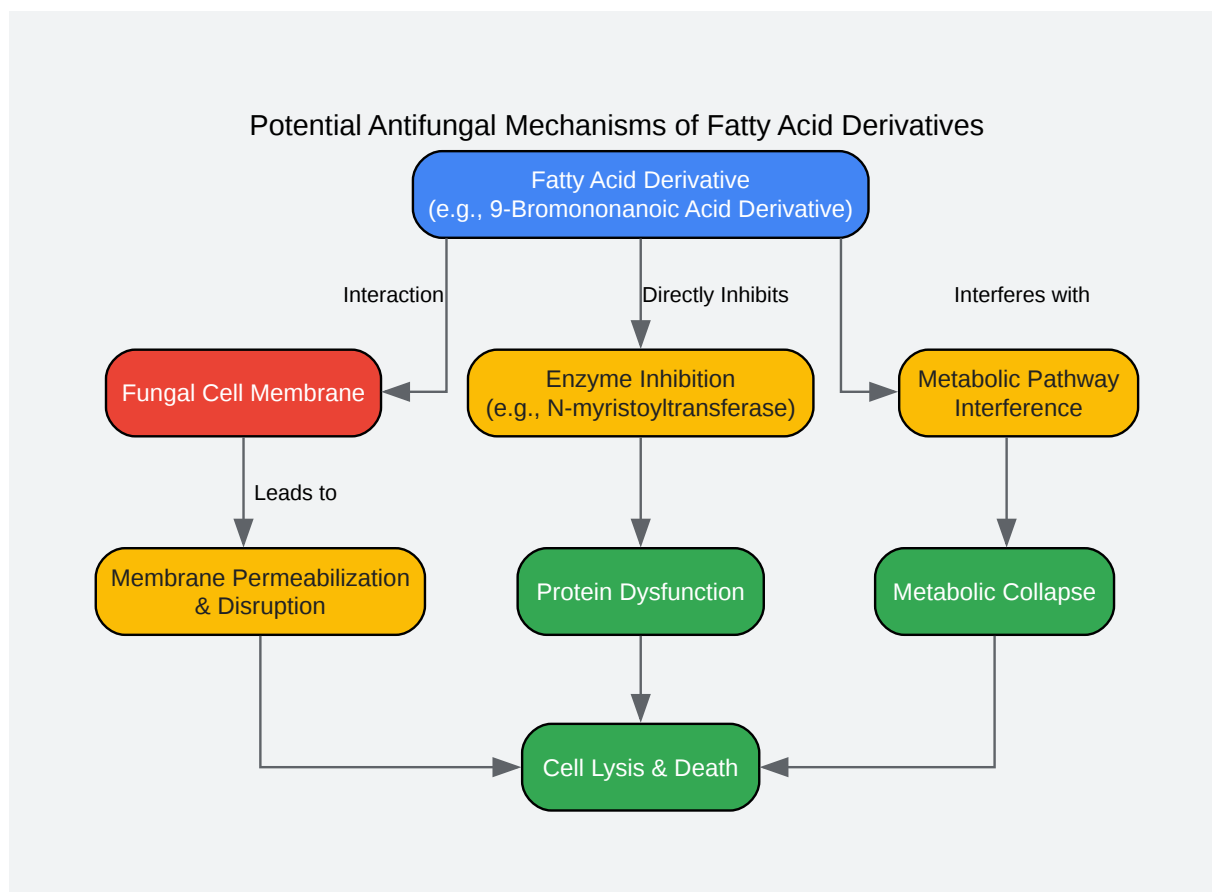 Potential Antifungal Mechanisms of Fatty Acid Derivatives
Fatty Acid Derivative
(e.g., 9-Bromononanoic Acid Derivative)
Interaction
Directly Inhibits
Interferes with
Fungal Cell Membrane
Enzyme Inhibition
(e.g., N-myristoyltransferase)
Metabolic Pathway
Interference
Leads to
Membrane Permeabilization
& Disruption
Protein Dysfunction
Metabolic Collapse
Cell Lysis & Death